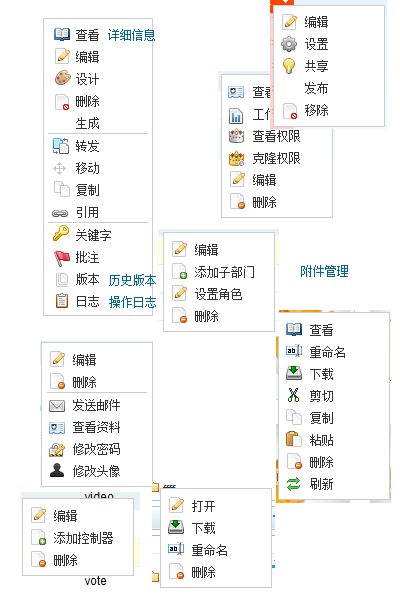 查看 详细信息
编辑
设计
删除
生成
转发
移动
复制
引用
关键字
批注
版本 历史版本
日志 操作日志
编辑
设置
共享
发布
移除
查看
工作
查看权限
克隆权限
编辑
删除
编辑
添加子部门
设置角色
删除
附件管理
编辑
删除
发送邮件
查看资料
修改密码
修改头像
查看
重命名
下载
剪切
复制
粘贴
删除
刷新
video
编辑
添加控制器
删除
vote
打开
下载
重命名
删除